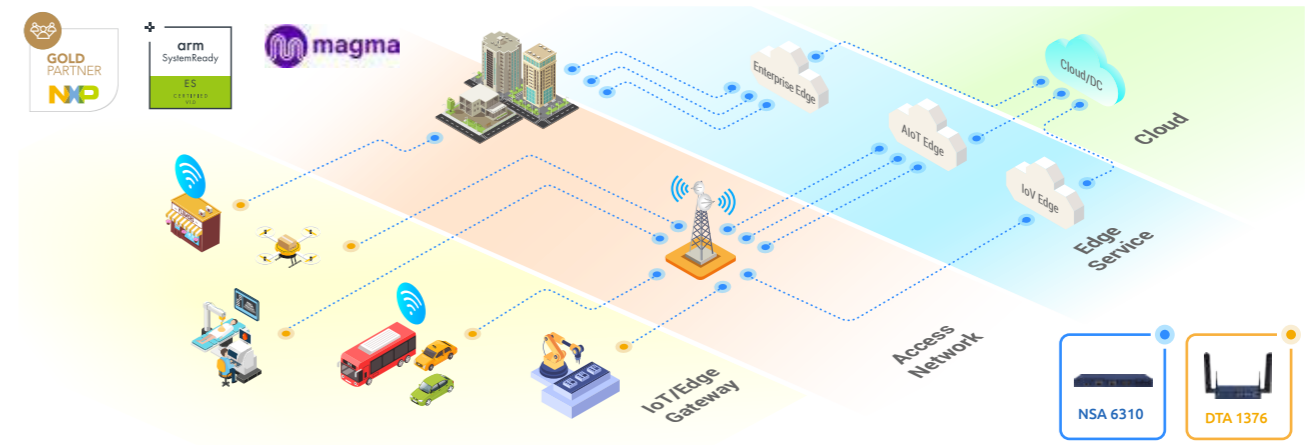 GOLD
PARTNER
NXP
arm
SystemReady
ES
CERTIFIED
magma
Enterprise Edge
Cloud/DC
AIoT Edge
IoV Edge
Cloud
Edge
Service
Access
Network
IoT/Edge
Gateway
NSA 6310
DTA 1376